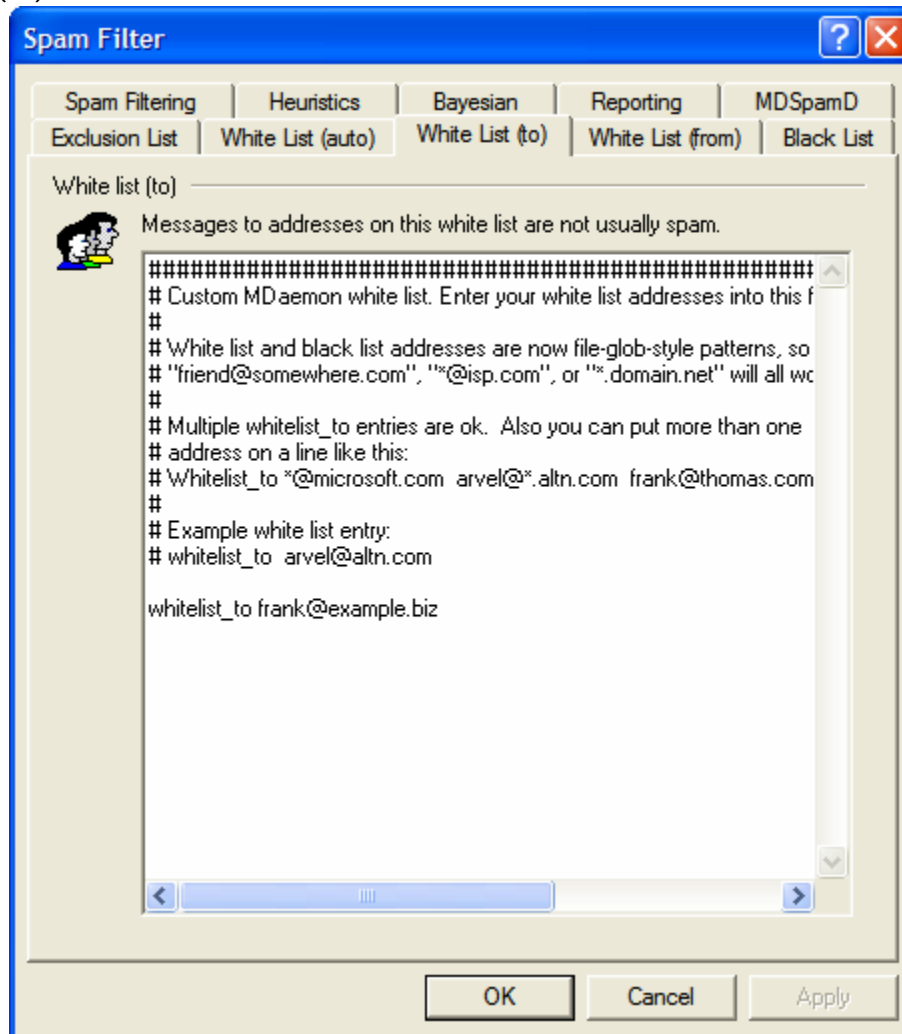 Spam Filter
Spam Filtering Heuristics Bayesian Reporting MDSpamD
Exclusion List White List (auto) White List (to) White List (from) Black List
White list (to)
Messages to addresses on this white list are not usually spam.
###############################################
# Custom MDaemon white list. Enter your white list addresses into this f
#
# White list and black list addresses are now file-glob-style patterns, so
# "friend@somewhere.com", "*@isp.com", or "*.domain.net" will all wo
#
# Multiple whitelist_to entries are ok.  Also you can put more than one
# address on a line like this:
# Whitelist_to *@microsoft.com  arvel@*.altn.com  frank@thomas.com
#
# Example white list entry:
# whitelist_to  arvel@altn.com
whitelist_to frank@example.biz
OK Cancel Apply